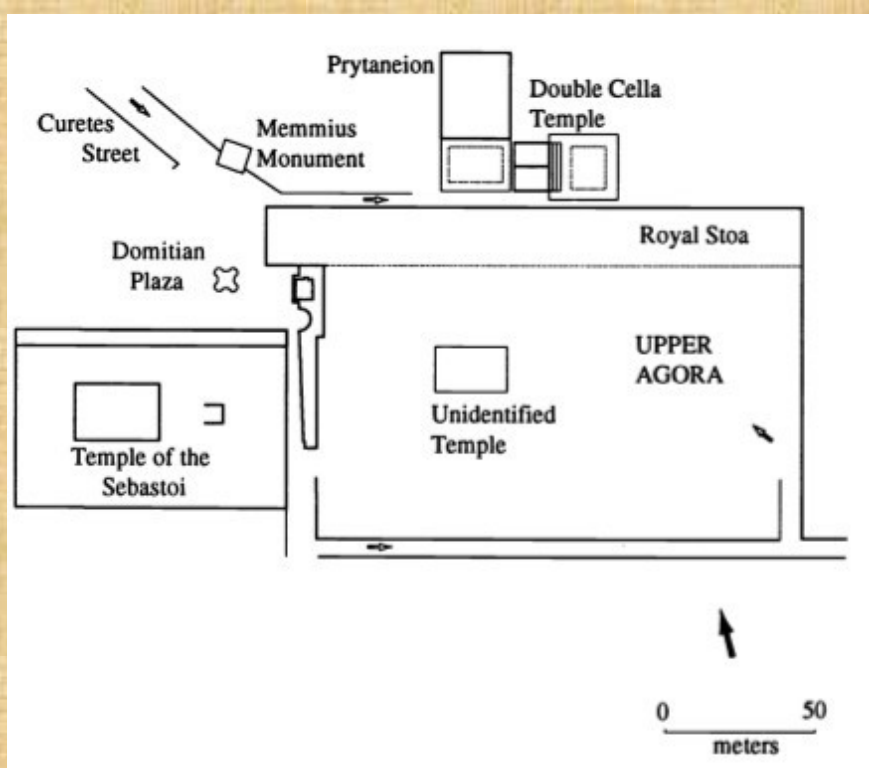 Prytaneion
Double Cella
Temple
Curetes
Street
Memmius
Monument
Royal Stoa
Domitian
Plaza
UPPER
AGORA
Unidentified
Temple
Temple of the
Sebastoi
0 50
meters